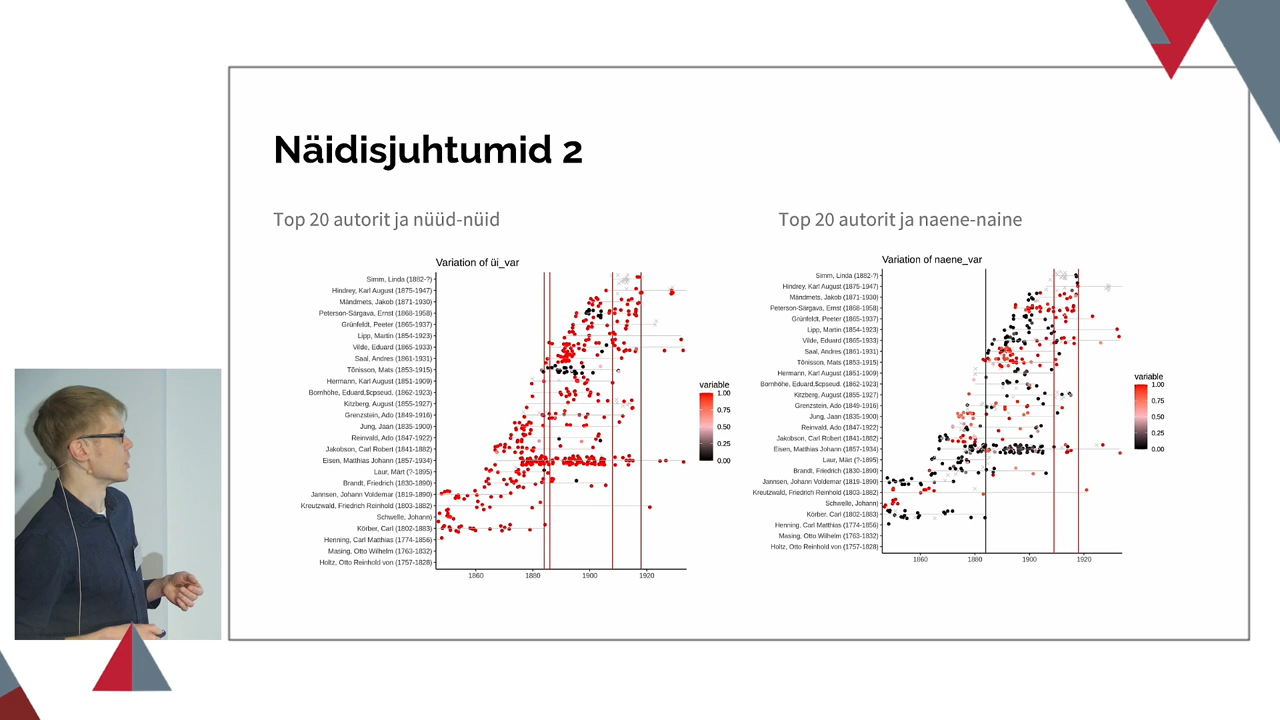 Näidisjuhtumid 2
Top 20 autorit ja nüüd-nüid
Variation of üi_var
Simm, Linda (1882-?)
Hindrey, Karl August (1875-1947)
Mändmets, Jakob (1871-1930)
Peterson-Särgava, Ernst (1868-1958)
Grünfeldt, Peeter (1865-1937)
Lipp, Martin (1854-1923)
Vilde, Eduard (1865-1933)
Saal, Andres (1861-1931)
Tõnisson, Mats (1853-1915)
Hermann, Karl August (1851-1909)
Bornhöhe, Eduard,$cpseud. (1862-1923)
Kitzberg, August (1855-1927)
Grenzstein, Ado (1849-1916)
Jung, Jaan (1835-1900)
Reinvald, Ado (1847-1922)
Jakobson, Carl Robert (1841-1882)
Eisen, Matthias Johann (1857-1934)
Laur, Märt (?-1895)
Brandt, Friedrich (1830-1890)
Jannsen, Johann Voldemar (1819-1890)
Kreutzwald, Friedrich Reinhold (1803-1882)
Schwelle, Johann)
Körber, Carl (1802-1883)
Henning, Carl Matthias (1774-1856)
Masing, Otto Wilhelm (1763-1832)
Holtz, Otto Reinhold von (1757-1828)
1860 1880 1900 1920
variable
1.00
0.75
0.50
0.25
0.00
Top 20 autorit ja naene-naine
Variation of naene_var
Simm, Linda (1882-?)
Hindrey, Karl August (1875-1947)
Mändmets, Jakob (1871-1930)
Peterson-Särgava, Ernst (1868-1958)
Grünfeldt, Peeter (1865-1937)
Lipp, Martin (1854-1923)
Vilde, Eduard (1865-1933)
Saal, Andres (1861-1931)
Tõnisson, Mats (1853-1915)
Hermann, Karl August (1851-1909)
Bornhöhe, Eduard,$cpseud. (1862-1923)
Kitzberg, August (1855-1927)
Grenzstein, Ado (1849-1916)
Jung, Jaan (1835-1900)
Reinvald, Ado (1847-1922)
Jakobson, Carl Robert (1841-1882)
Eisen, Matthias Johann (1857-1934)
Laur, Märt (?-1895)
Brandt, Friedrich (1830-1890)
Jannsen, Johann Voldemar (1819-1890)
Kreutzwald, Friedrich Reinhold (1803-1882)
Schwelle, Johann)
Körber, Carl (1802-1883)
Henning, Carl Matthias (1774-1856)
Masing, Otto Wilhelm (1763-1832)
Holtz, Otto Reinhold von (1757-1828)
1860 1880 1900 1920
variable
1.00
0.75
0.50
0.25
0.00